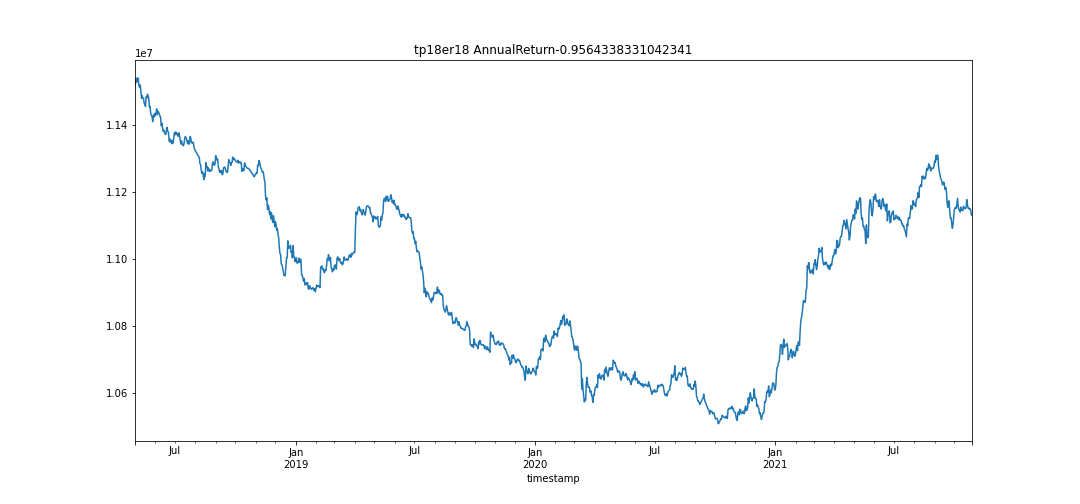 tp18er18 AnnualReturn-0.9564338331042341
1e7
1.14
1.12
1.10
1.08
1.06
Jul
Jan
2019
Jul
Jan
2020
Jul
Jan
2021
Jul
timestamp